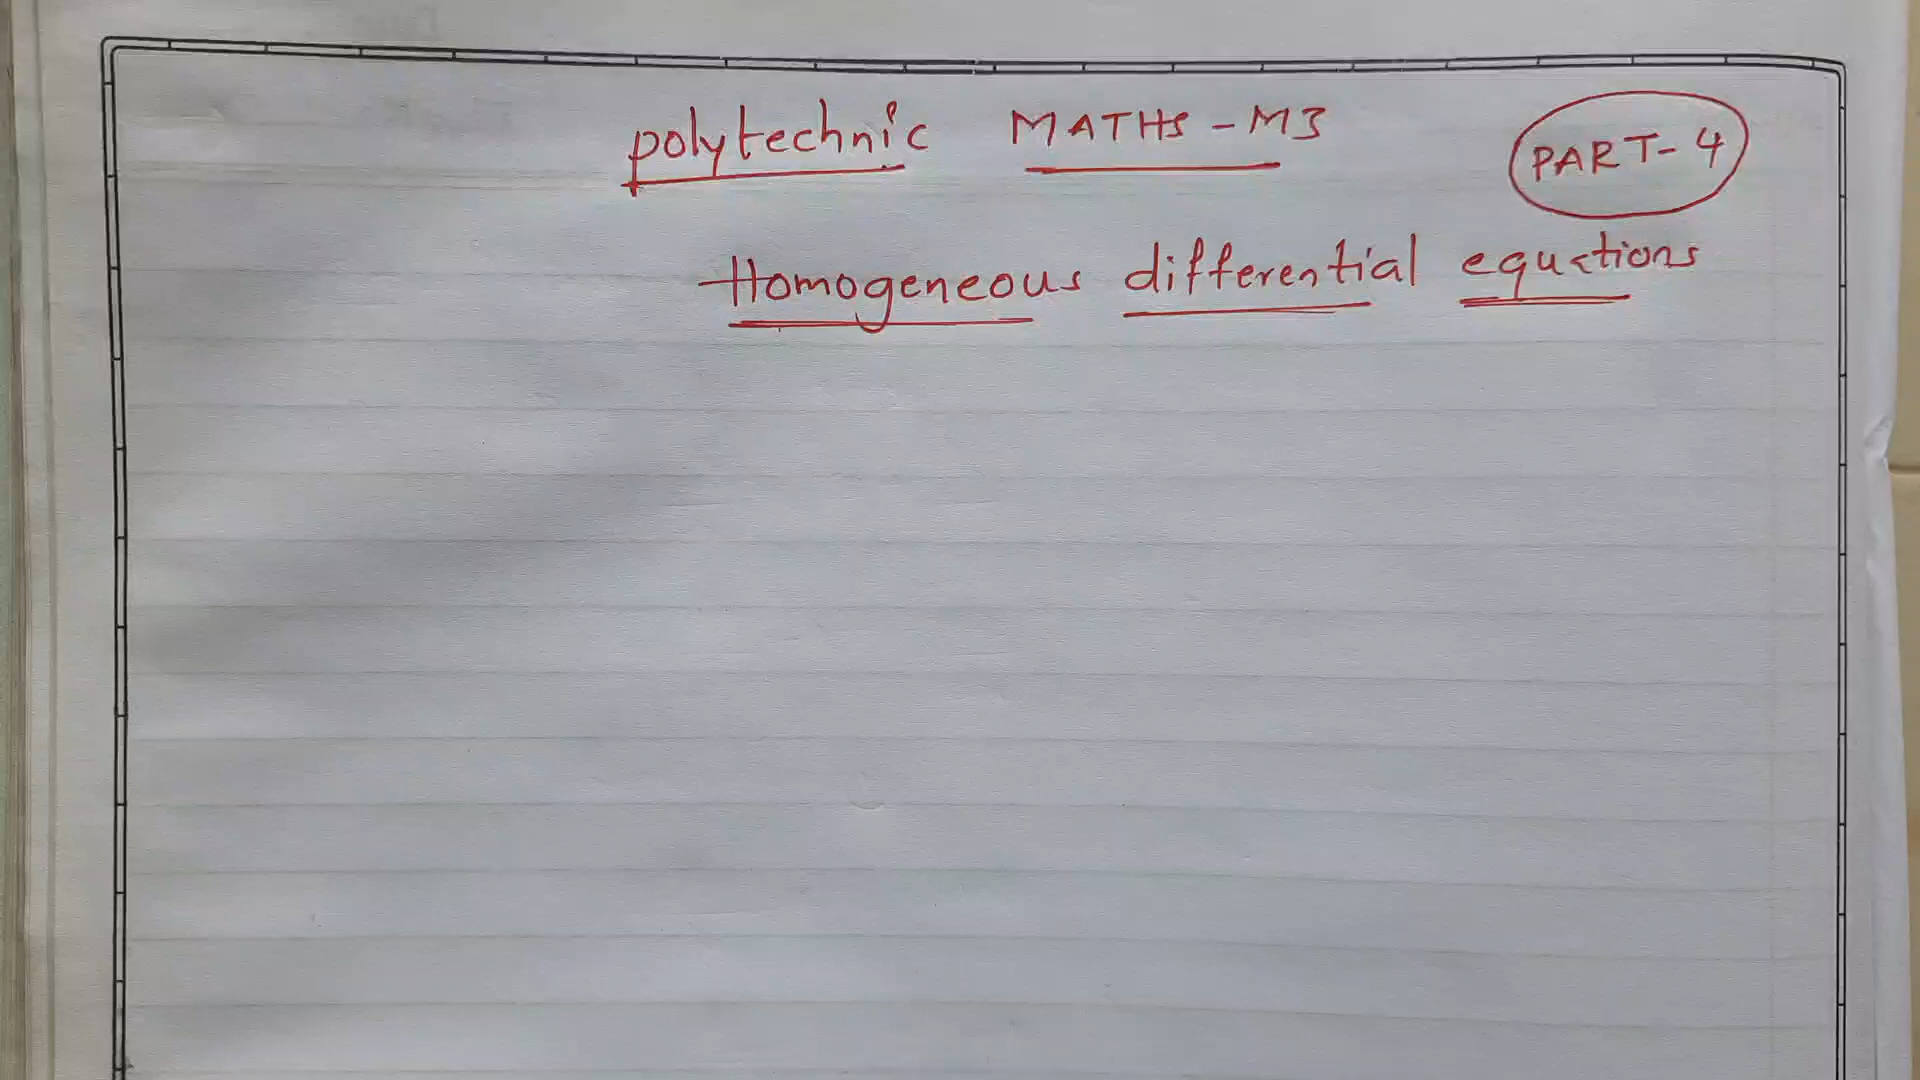 polytechnic MATHS - M3
PART- 4
Homogeneous differential equations